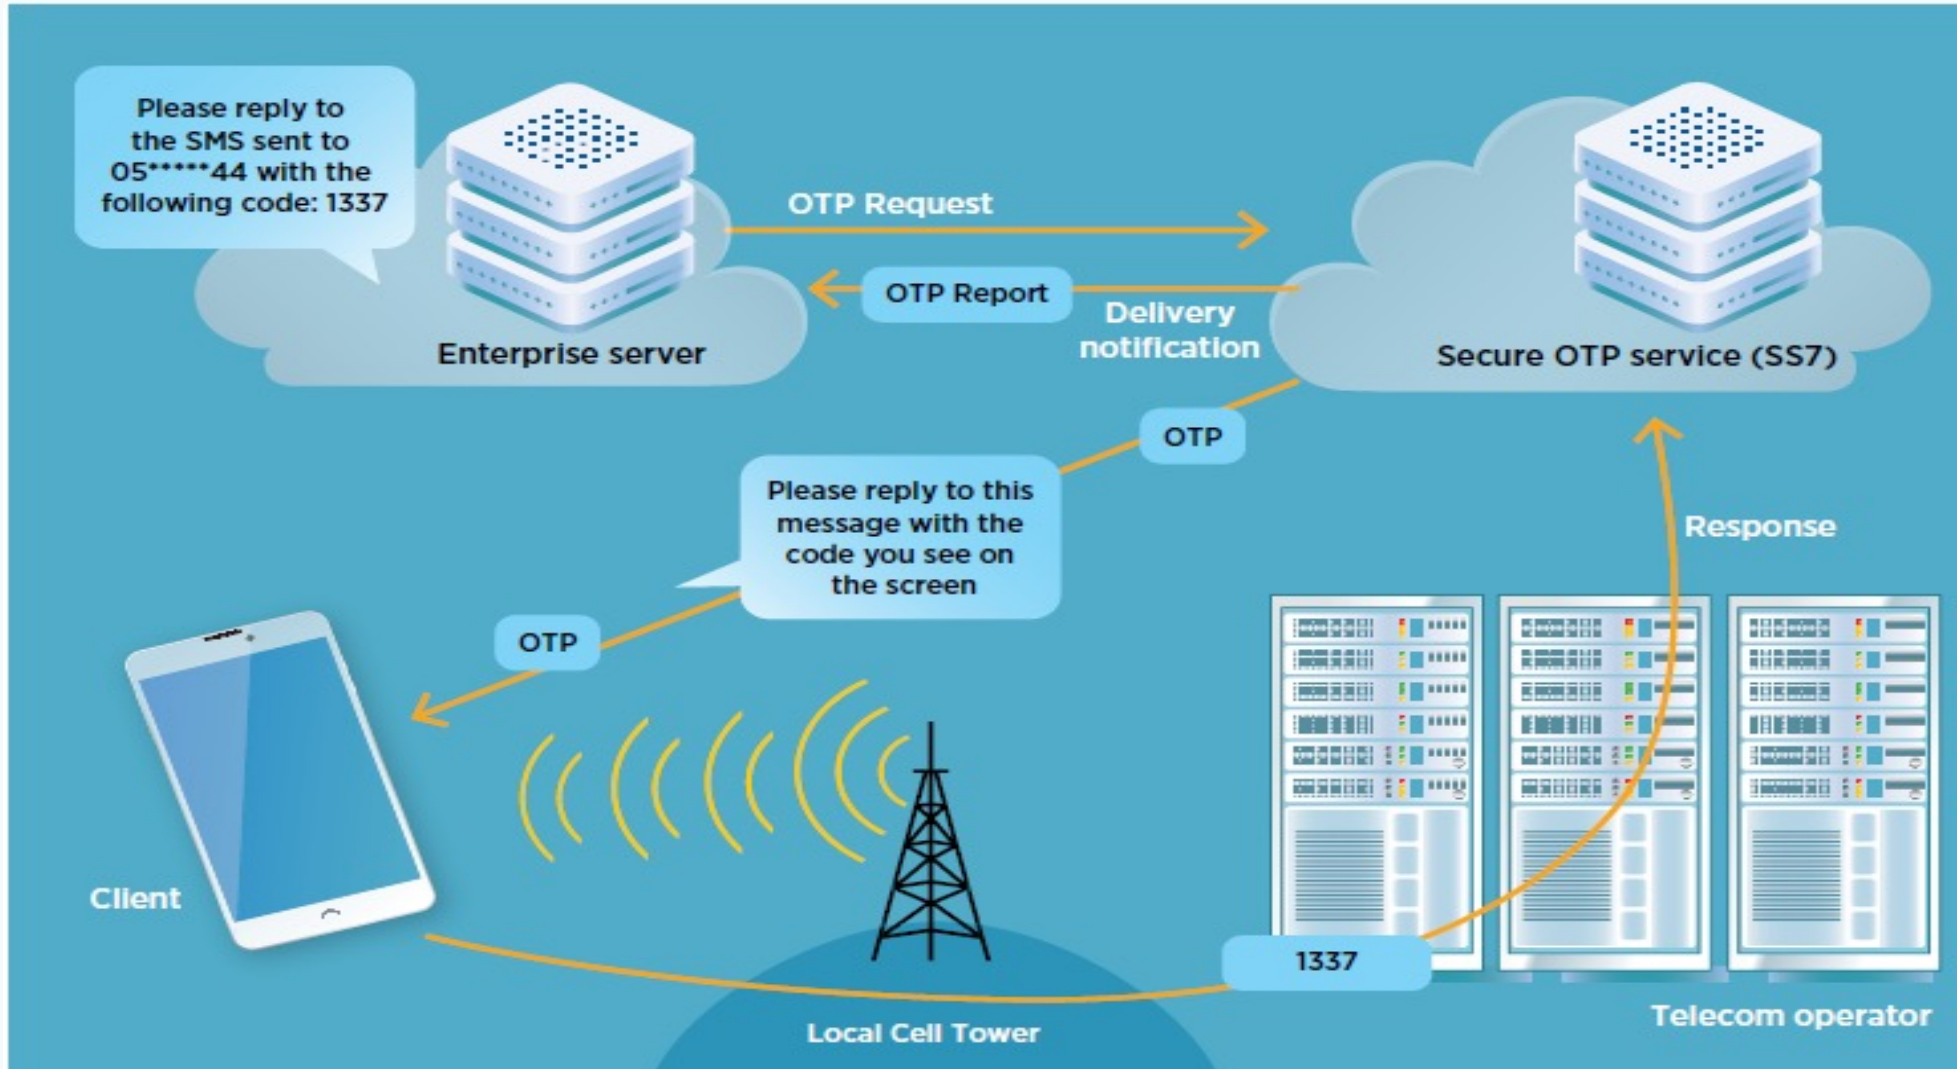 Please reply to
the SMS sent to
05*****44 with the
following code: 1337
OTP Request
OTP Report
Delivery
notification
Enterprise server
Secure OTP service (SS7)
OTP
Please reply to this
message with the
code you see on
the screen
Response
OTP
Client
1337
Telecom operator
Local Cell Tower